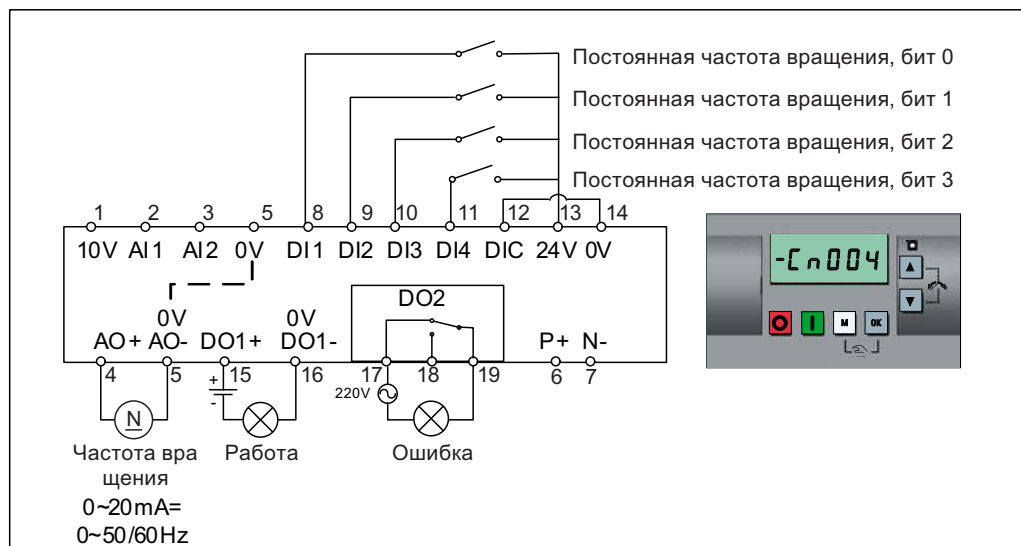 Постоянная частота вращения, бит 0
Постоянная частота вращения, бит 1
Постоянная частота вращения, бит 2
Постоянная частота вращения, бит 3
1 2 3 5 8 9 10 11 12 13 14
10V AI1 AI2 0V DI1 DI2 DI3 DI4 DIC 24V 0V
-Cn004
M OK
DO2
0V 0V
AO+ AO- DO1+ DO1- P+ N-
4 5 15 16 17 18 19 6 7
+
-
220V
N
Частота вра
щения
Работа
Ошибка
0~20mA=
0~50/60Hz